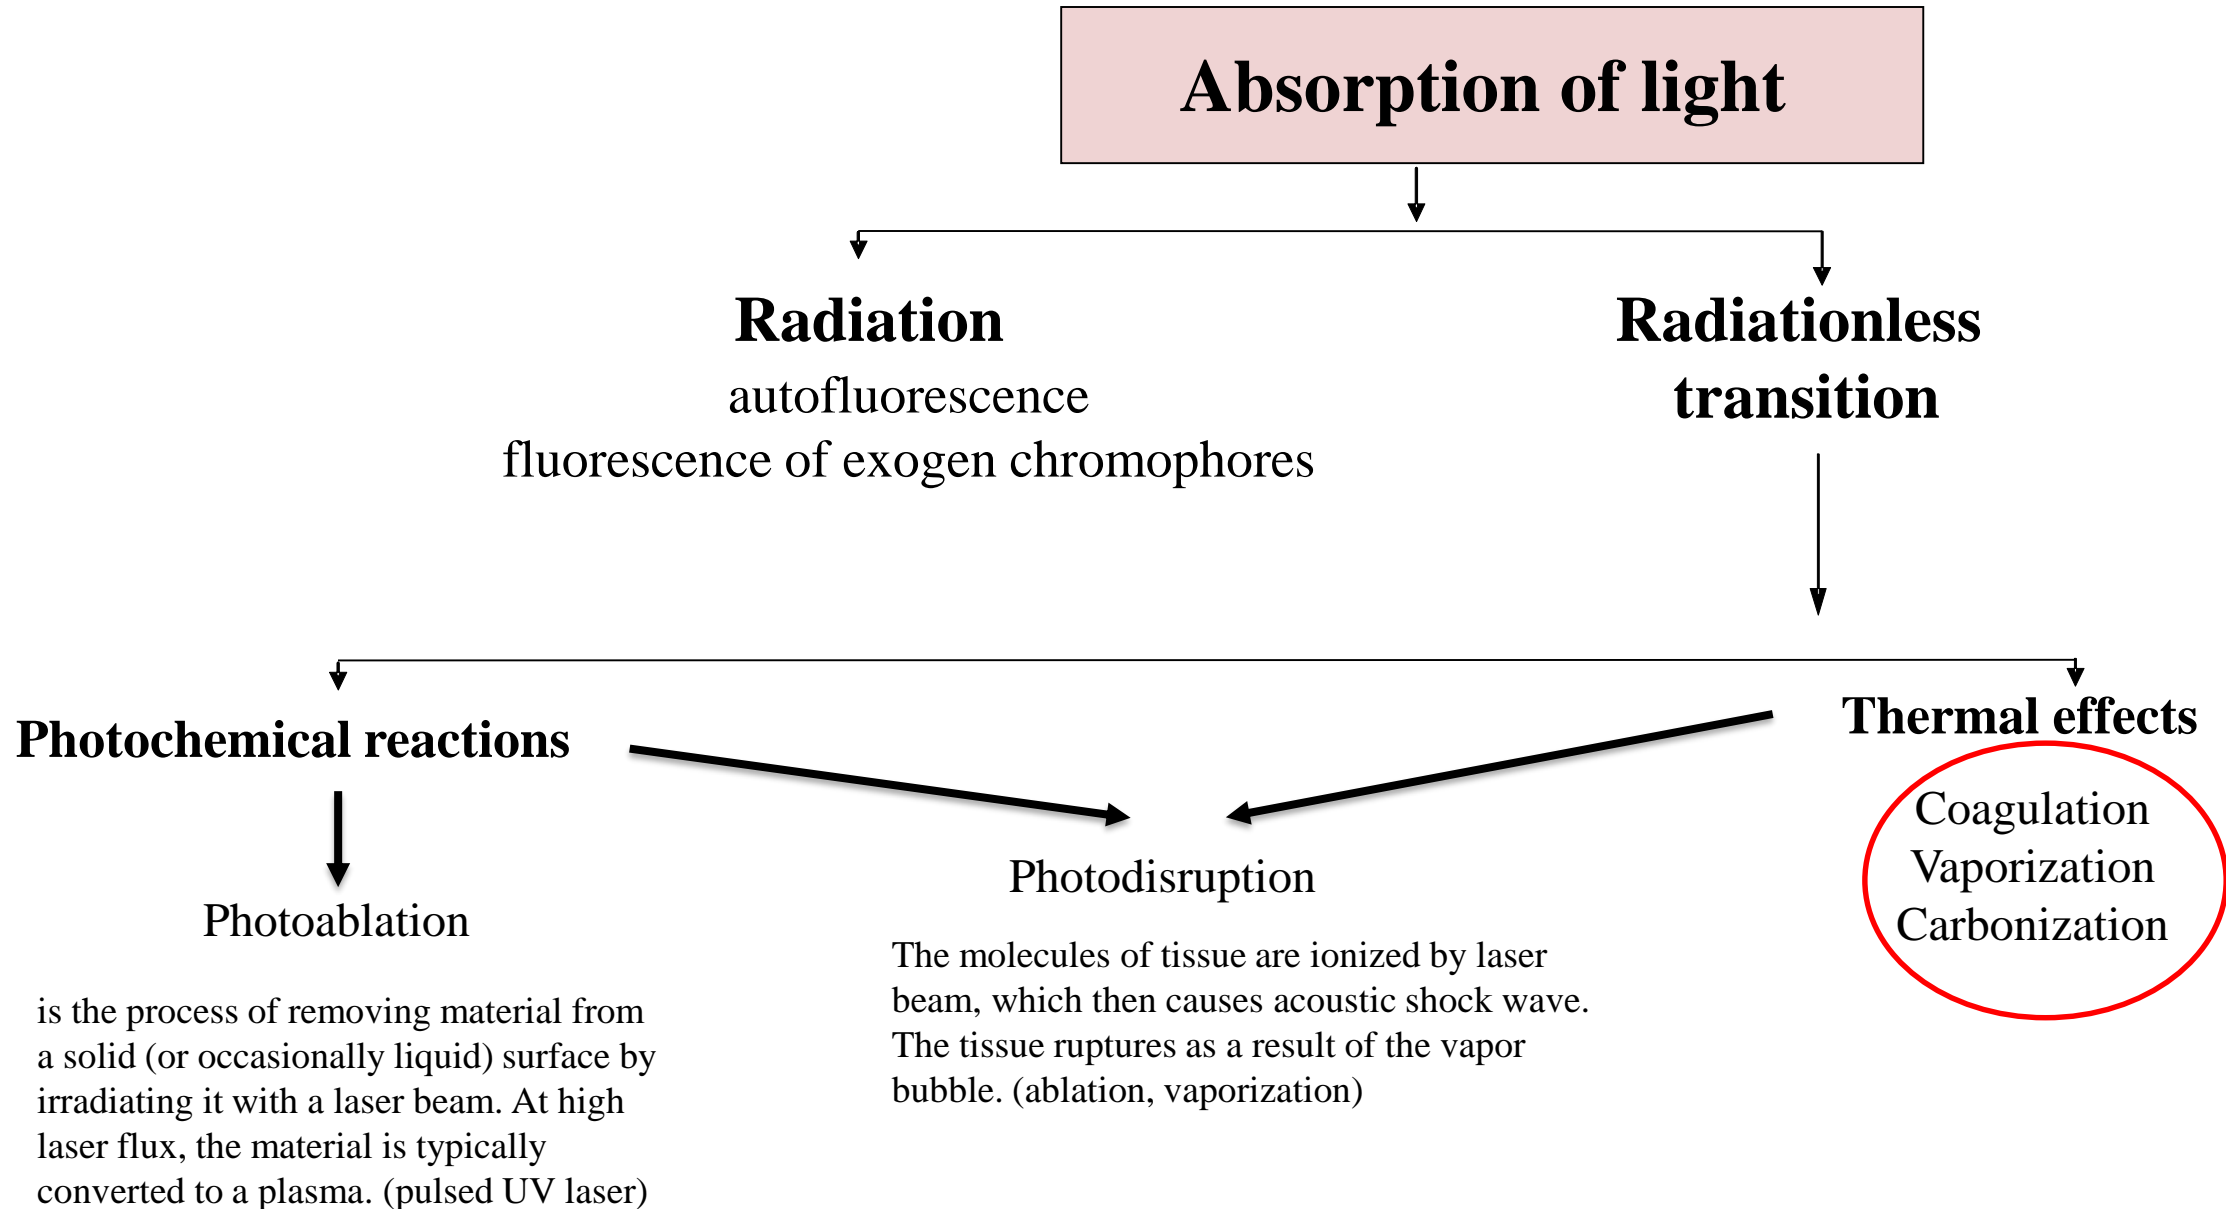 Absorption of light
Radiation
autofluorescence
fluorescence of exogen chromophores
Radiationless
transition
Photochemical reactions
Thermal effects
Coagulation
Vaporization
Carbonization
Photodisruption
The molecules of tissue are ionized by laser
beam, which then causes acoustic shock wave.
The tissue ruptures as a result of the vapor
bubble. (ablation, vaporization)
Photoablation
is the process of removing material from
a solid (or occasionally liquid) surface by
irradiating it with a laser beam. At high
laser flux, the material is typically
converted to a plasma. (pulsed UV laser)